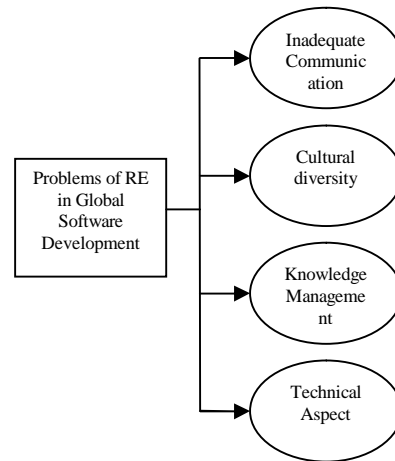 Problems of RE
in Global
Software
Development
Inadequate
Communic
ation
Cultural
diversity
Knowledge
Manageme
nt
Technical
Aspect